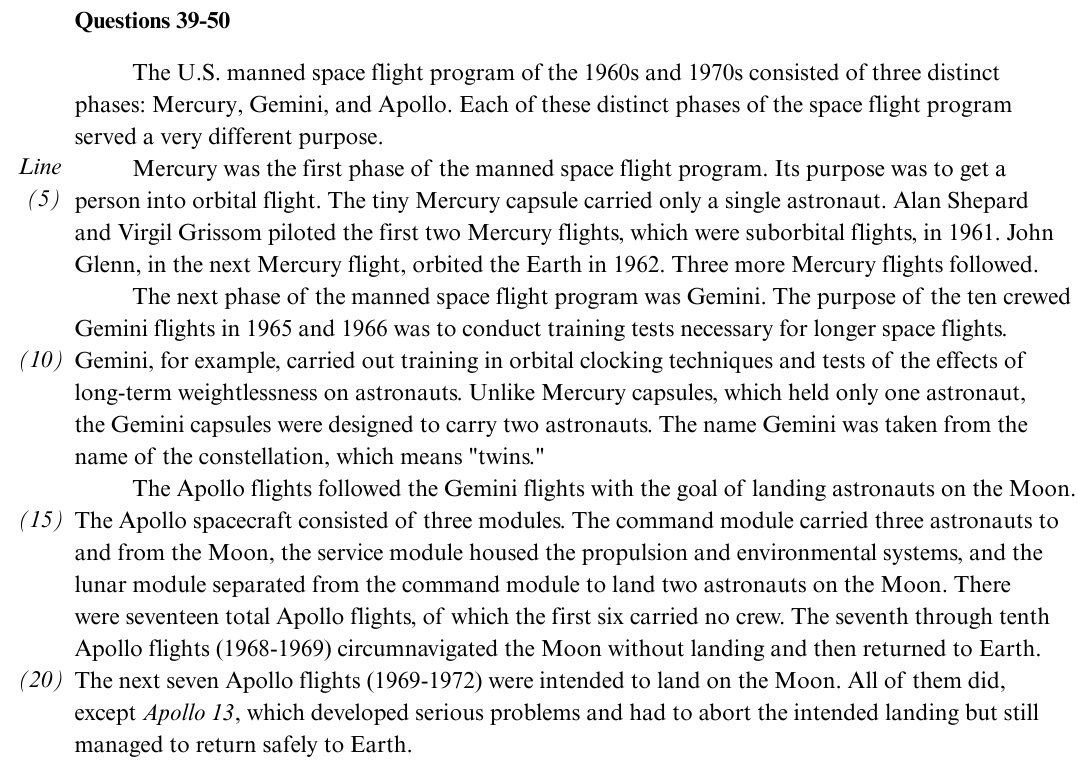 Questions 39-50
The U.S. manned space flight program of the 1960s and 1970s consisted of three distinct
phases: Mercury, Gemini, and Apollo. Each of these distinct phases of the space flight program
served a very different purpose.
Line Mercury was the first phase of the manned space flight program. Its purpose was to get a
(5) person into orbital flight. The tiny Mercury capsule carried only a single astronaut. Alan Shepard
and Virgil Grissom piloted the first two Mercury flights, which were suborbital flights, in 1961. John
Glenn, in the next Mercury flight, orbited the Earth in 1962. Three more Mercury flights followed.
The next phase of the manned space flight program was Gemini. The purpose of the ten crewed
Gemini flights in 1965 and 1966 was to conduct training tests necessary for longer space flights.
(10) Gemini, for example, carried out training in orbital clocking techniques and tests of the effects of
long-term weightlessness on astronauts. Unlike Mercury capsules, which held only one astronaut,
the Gemini capsules were designed to carry two astronauts. The name Gemini was taken from the
name of the constellation, which means "twins."
The Apollo flights followed the Gemini flights with the goal of landing astronauts on the Moon.
(15) The Apollo spacecraft consisted of three modules. The command module carried three astronauts to
and from the Moon, the service module housed the propulsion and environmental systems, and the
lunar module separated from the command module to land two astronauts on the Moon. There
were seventeen total Apollo flights, of which the first six carried no crew. The seventh through tenth
Apollo flights (1968-1969) circumnavigated the Moon without landing and then returned to Earth.
(20) The next seven Apollo flights (1969-1972) were intended to land on the Moon. All of them did,
except Apollo 13, which developed serious problems and had to abort the intended landing but still
managed to return safely to Earth.